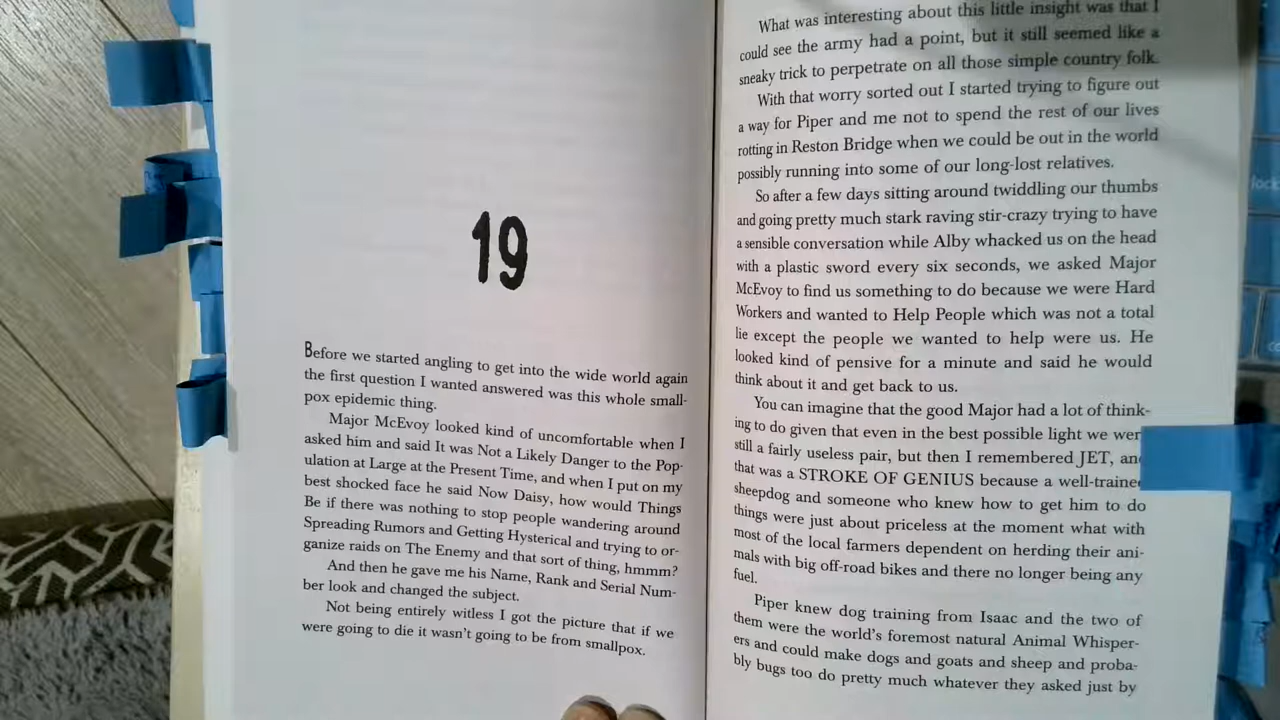 19
Before we started angling to get into the wide world again
the first question I wanted answered was this whole small-
pox epidemic thing.
Major McEvoy looked kind of uncomfortable when I
asked him and said It was Not a Likely Danger to the Pop-
ulation at Large at the Present Time, and when I put on my
best shocked face he said Now Daisy, how would Things
Be if there was nothing to stop people wandering around
Spreading Rumors and Getting Hysterical and trying to or-
ganize raids on The Enemy and that sort of thing, hmmm?
And then he gave me his Name, Rank and Serial Num-
ber look and changed the subject.
Not being entirely witless I got the picture that if we
were going to die it wasn't going to be from smallpox.
What was interesting about this little insight was that I
could see the army had a point, but it still seemed like a
sneaky trick to perpetrate on all those simple country folk.
With that worry sorted out I started trying to figure out
a way for Piper and me not to spend the rest of our lives
rotting in Reston Bridge when we could be out in the world
possibly running into some of our long-lost relatives.
So after a few days sitting around twiddling our thumbs
and going pretty much stark raving stir-crazy trying to have
a sensible conversation while Alby whacked us on the head
with a plastic sword every six seconds, we asked Major
McEvoy to find us something to do because we were Hard
Workers and wanted to Help People which was not a total
lie except the people we wanted to help were us. He
looked kind of pensive for a minute and said he would
think about it and get back to us.
You can imagine that the good Major had a lot of think-
ing to do given that even in the best possible light we wer
still a fairly useless pair, but then I remembered JET, an
that was a STROKE OF GENIUS because a well-traine
sheepdog and someone who knew how to get him to do
things were just about priceless at the moment what with
most of the local farmers dependent on herding their ani-
mals with big off-road bikes and there no longer being any
fuel.
Piper knew dog training from Isaac and the two of
them were the world's foremost natural Animal Whisper-
ers and could make dogs and goats and sheep and proba-
bly bugs too do pretty much whatever they asked just by
lock